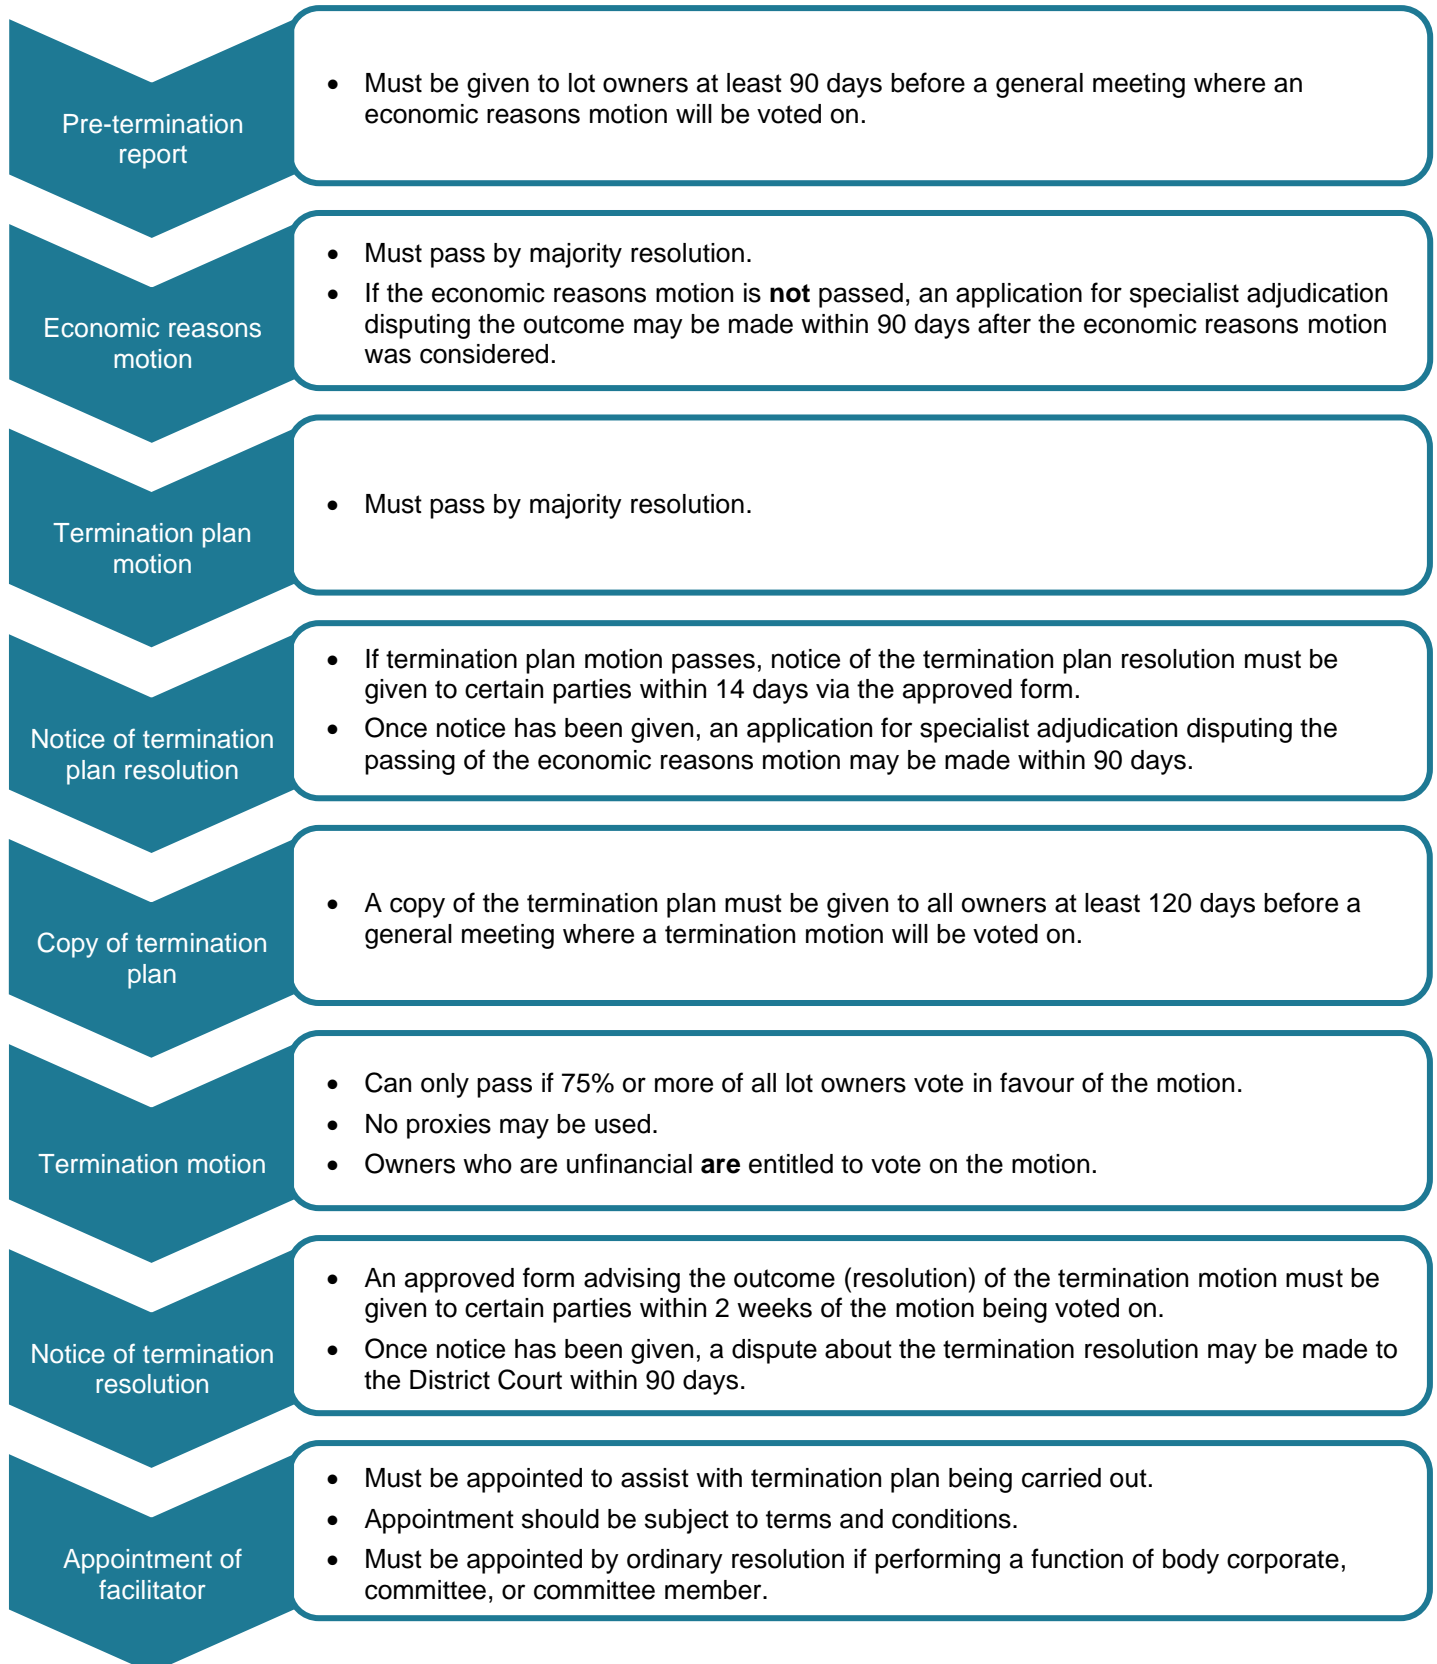 Pre-termination
report
• Must be given to lot owners at least 90 days before a general meeting where an
economic reasons motion will be voted on.
Economic reasons
motion
• Must pass by majority resolution.
• If the economic reasons motion is not passed, an application for specialist adjudication
disputing the outcome may be made within 90 days after the economic reasons motion
was considered.
Termination plan
motion
• Must pass by majority resolution.
Notice of termination
plan resolution
• If termination plan motion passes, notice of the termination plan resolution must be
given to certain parties within 14 days via the approved form.
• Once notice has been given, an application for specialist adjudication disputing the
passing of the economic reasons motion may be made within 90 days.
Copy of termination
plan
• A copy of the termination plan must be given to all owners at least 120 days before a
general meeting where a termination motion will be voted on.
Termination motion
• Can only pass if 75% or more of all lot owners vote in favour of the motion.
• No proxies may be used.
• Owners who are unfinancial are entitled to vote on the motion.
Notice of termination
resolution
• An approved form advising the outcome (resolution) of the termination motion must be
given to certain parties within 2 weeks of the motion being voted on.
• Once notice has been given, a dispute about the termination resolution may be made to
the District Court within 90 days.
Appointment of
facilitator
• Must be appointed to assist with termination plan being carried out.
• Appointment should be subject to terms and conditions.
• Must be appointed by ordinary resolution if performing a function of body corporate,
committee, or committee member.